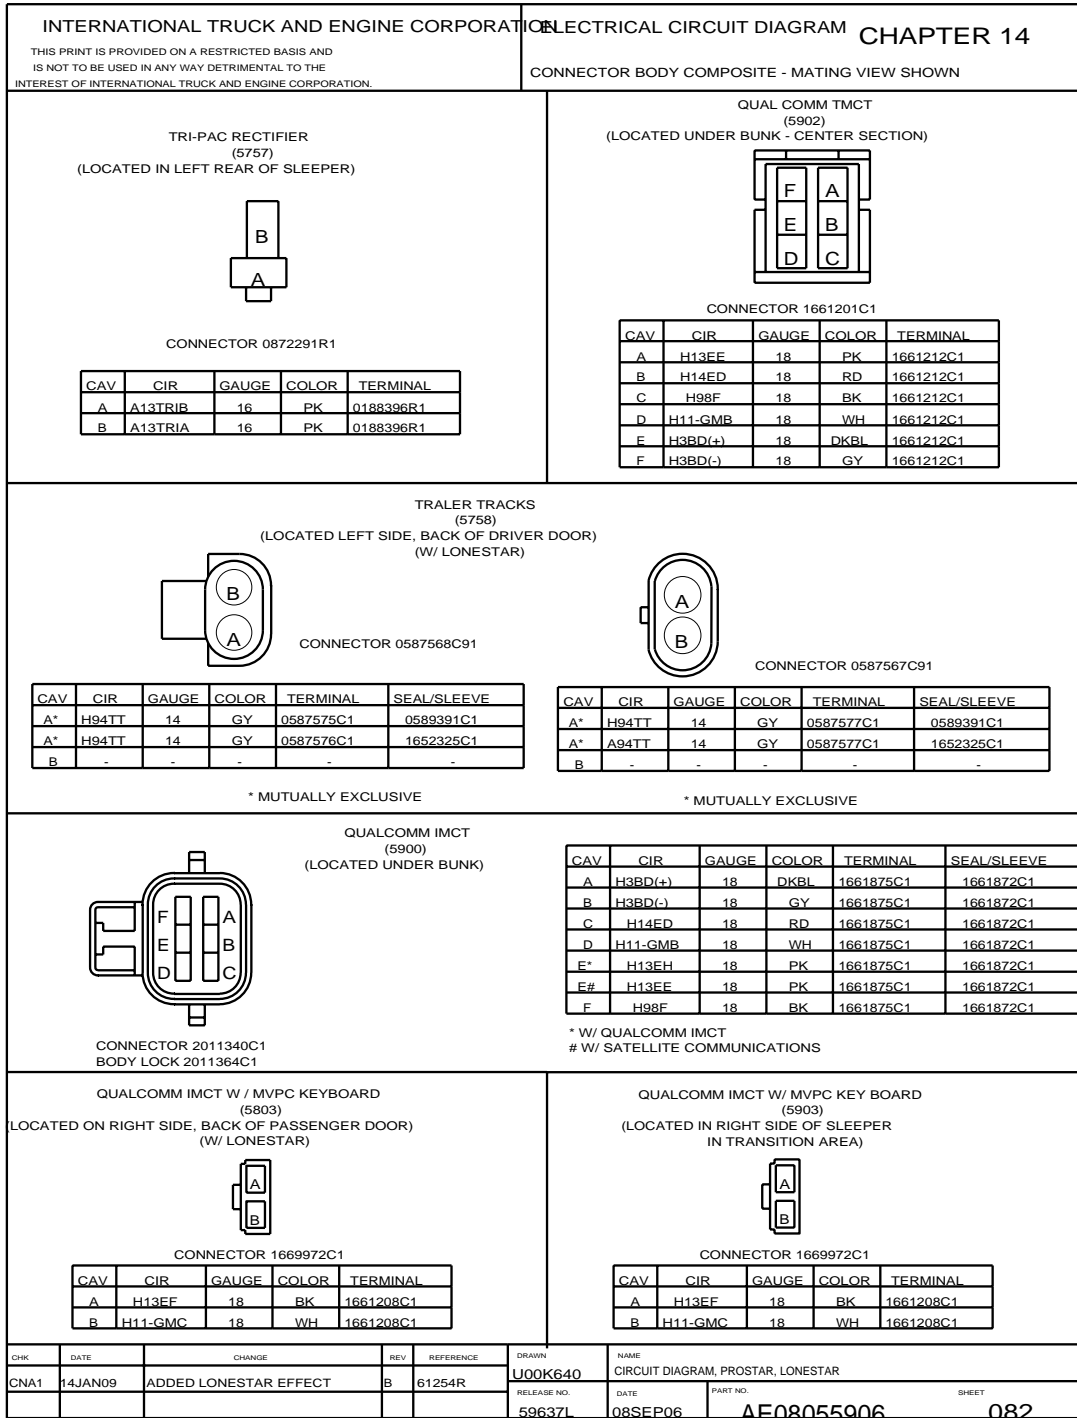 INTERNATIONAL TRUCK AND ENGINE CORPORATION
THIS PRINT IS PROVIDED ON A RESTRICTED BASIS AND
IS NOT TO BE USED IN ANY WAY DETRIMENTAL TO THE
INTEREST OF INTERNATIONAL TRUCK AND ENGINE CORPORATION.
ELECTRICAL CIRCUIT DIAGRAM CHAPTER 14
CONNECTOR BODY COMPOSITE - MATING VIEW SHOWN
TRI-PAC RECTIFIER
(5757)
(LOCATED IN LEFT REAR OF SLEEPER)
B
A
CONNECTOR 0872291R1
CAV CIR GAUGE COLOR TERMINAL
A A13TRIB 16 PK 0188396R1
B A13TRIA 16 PK 0188396R1
QUAL COMM TMCT
(5902)
(LOCATED UNDER BUNK - CENTER SECTION)
F A
E B
D C
CONNECTOR 1661201C1
CAV CIR GAUGE COLOR TERMINAL
A H13EE 18 PK 1661212C1
B H14ED 18 RD 1661212C1
C H98F 18 BK 1661212C1
D H11-GMB 18 WH 1661212C1
E H3BD(+) 18 DKBL 1661212C1
F H3BD(-) 18 GY 1661212C1
TRALER TRACKS
(5758)
(LOCATED LEFT SIDE, BACK OF DRIVER DOOR)
(W/ LONESTAR)
B
A
CONNECTOR 0587568C91
CAV CIR GAUGE COLOR TERMINAL SEAL/SLEEVE
A* H94TT 14 GY 0587575C1 0589391C1
A* H94TT 14 GY 0587576C1 1652325C1
B - - - - -
* MUTUALLY EXCLUSIVE
A
B
CONNECTOR 0587567C91
CAV CIR GAUGE COLOR TERMINAL SEAL/SLEEVE
A* H94TT 14 GY 0587577C1 0589391C1
A* A94TT 14 GY 0587577C1 1652325C1
B - - - - -
* MUTUALLY EXCLUSIVE
QUALCOMM IMCT
(5900)
(LOCATED UNDER BUNK)
F A
E B
D C
CONNECTOR 2011340C1
BODY LOCK 2011364C1
CAV CIR GAUGE COLOR TERMINAL SEAL/SLEEVE
A H3BD(+) 18 DKBL 1661875C1 1661872C1
B H3BD(-) 18 GY 1661875C1 1661872C1
C H14ED 18 RD 1661875C1 1661872C1
D H11-GMB 18 WH 1661875C1 1661872C1
E* H13EH 18 PK 1661875C1 1661872C1
E# H13EE 18 PK 1661875C1 1661872C1
F H98F 18 BK 1661875C1 1661872C1
* W/ QUALCOMM IMCT
# W/ SATELLITE COMMUNICATIONS
QUALCOMM IMCT W / MVPC KEYBOARD
(5803)
(LOCATED ON RIGHT SIDE, BACK OF PASSENGER DOOR)
(W/ LONESTAR)
A
B
CONNECTOR 1669972C1
CAV CIR GAUGE COLOR TERMINAL
A H13EF 18 BK 1661208C1
B H11-GMC 18 WH 1661208C1
QUALCOMM IMCT W/ MVPC KEY BOARD
(5903)
(LOCATED IN RIGHT SIDE OF SLEEPER
IN TRANSITION AREA)
A
B
CONNECTOR 1669972C1
CAV CIR GAUGE COLOR TERMINAL
A H13EF 18 BK 1661208C1
B H11-GMC 18 WH 1661208C1
CHK DATE CHANGE REV REFERENCE
CNA1 14JAN09 ADDED LONESTAR EFFECT B 61254R
DRAWN
U00K640
NAME
CIRCUIT DIAGRAM, PROSTAR, LONESTAR
RELEASE NO.
59637L
DATE
08SEP06
PART NO.
AE08055906
SHEET
082